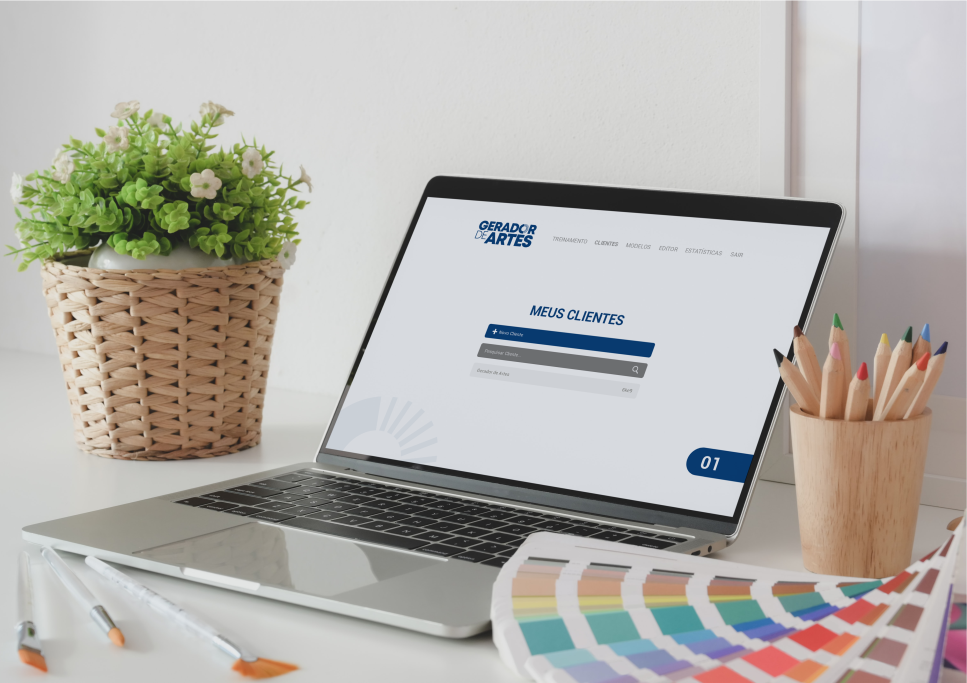 GERADOR
DE ARTES
TREINAMENTO CLIENTES MODELOS EDITOR ESTATÍSTICAS SAIR
MEUS CLIENTES
+ Novo Cliente
Pesquisar cliente
Gerador de Artes
01